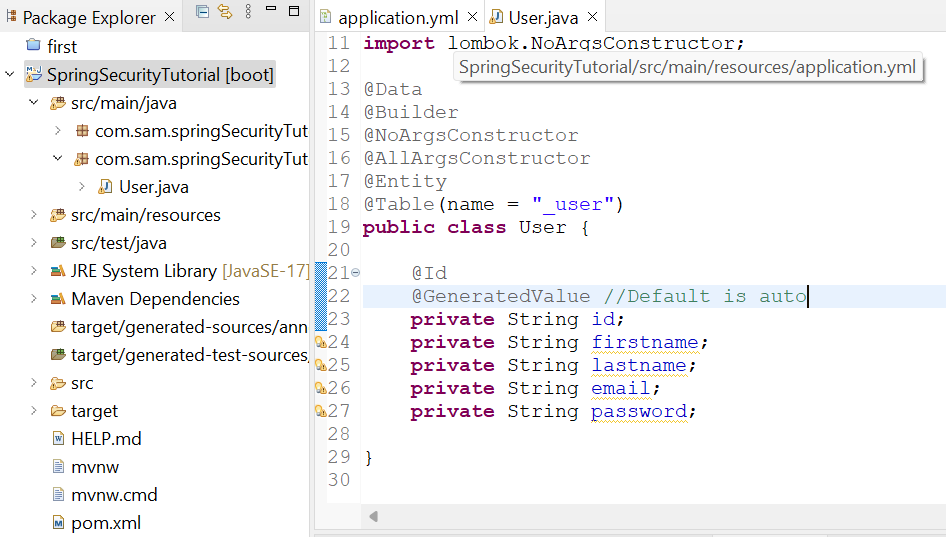 Package Explorer
first
SpringSecurityTutorial [boot]
src/main/java
com.sam.springSecurityTut
com.sam.springSecurityTut
User.java
src/main/resources
src/test/java
JRE System Library [JavaSE-17]
Maven Dependencies
target/generated-sources/ann
target/generated-test-sources,
src
target
HELP.md
mvnw
mvnw.cmd
pom.xml
application.yml
User.java
11 import lombok.NoArgsConstructor;
SpringSecurityTutorial/src/main/resources/application.yml
12
13 @Data
14 @Builder
15 @NoArgsConstructor
16 @AllArgsConstructor
17 @Entity
18 @Table(name = "_user")
19 public class User {
20
21 @Id
22 @GeneratedValue //Default is auto
23 private String id;
24 private String firstname;
25 private String lastname;
26 private String email;
27 private String password;
28
29 }
30